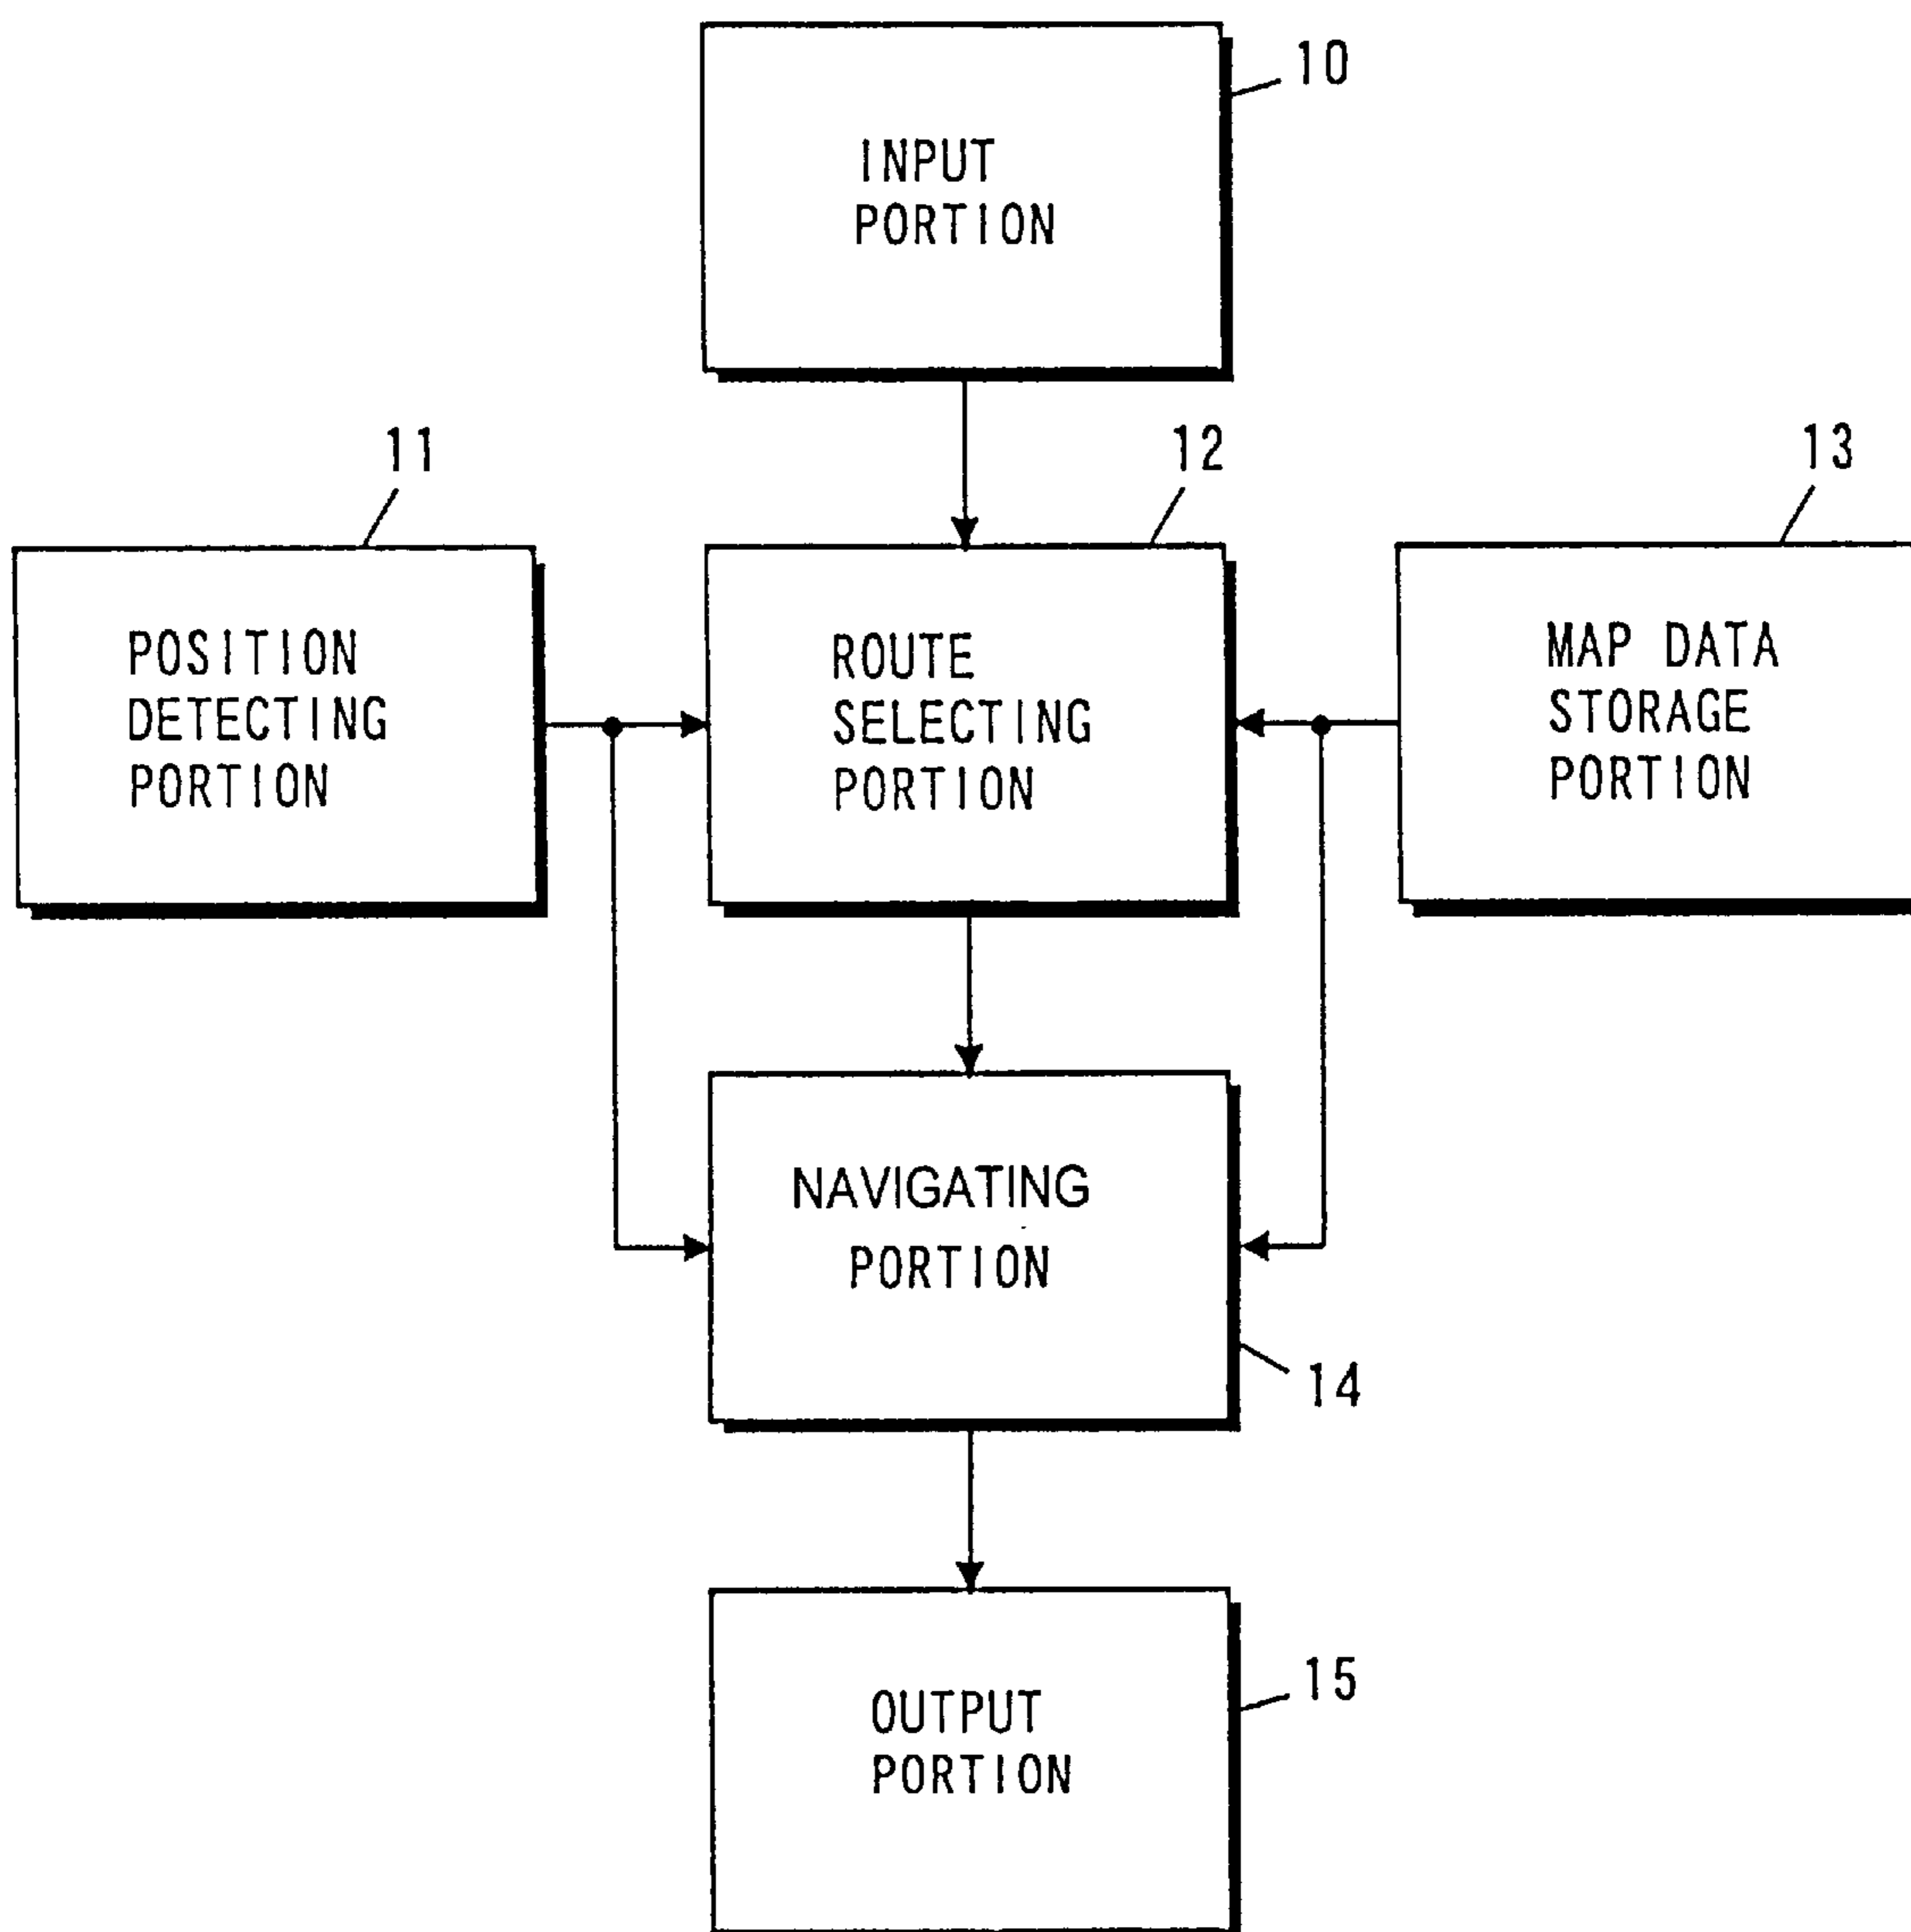 10
INPUT
PORTION
11
12
13
POSITION
DETECTING
PORTION
ROUTE
SELECTING
PORTION
MAP DATA
STORAGE
PORTION
NAVIGATING
PORTION
14
15
OUTPUT
PORTION